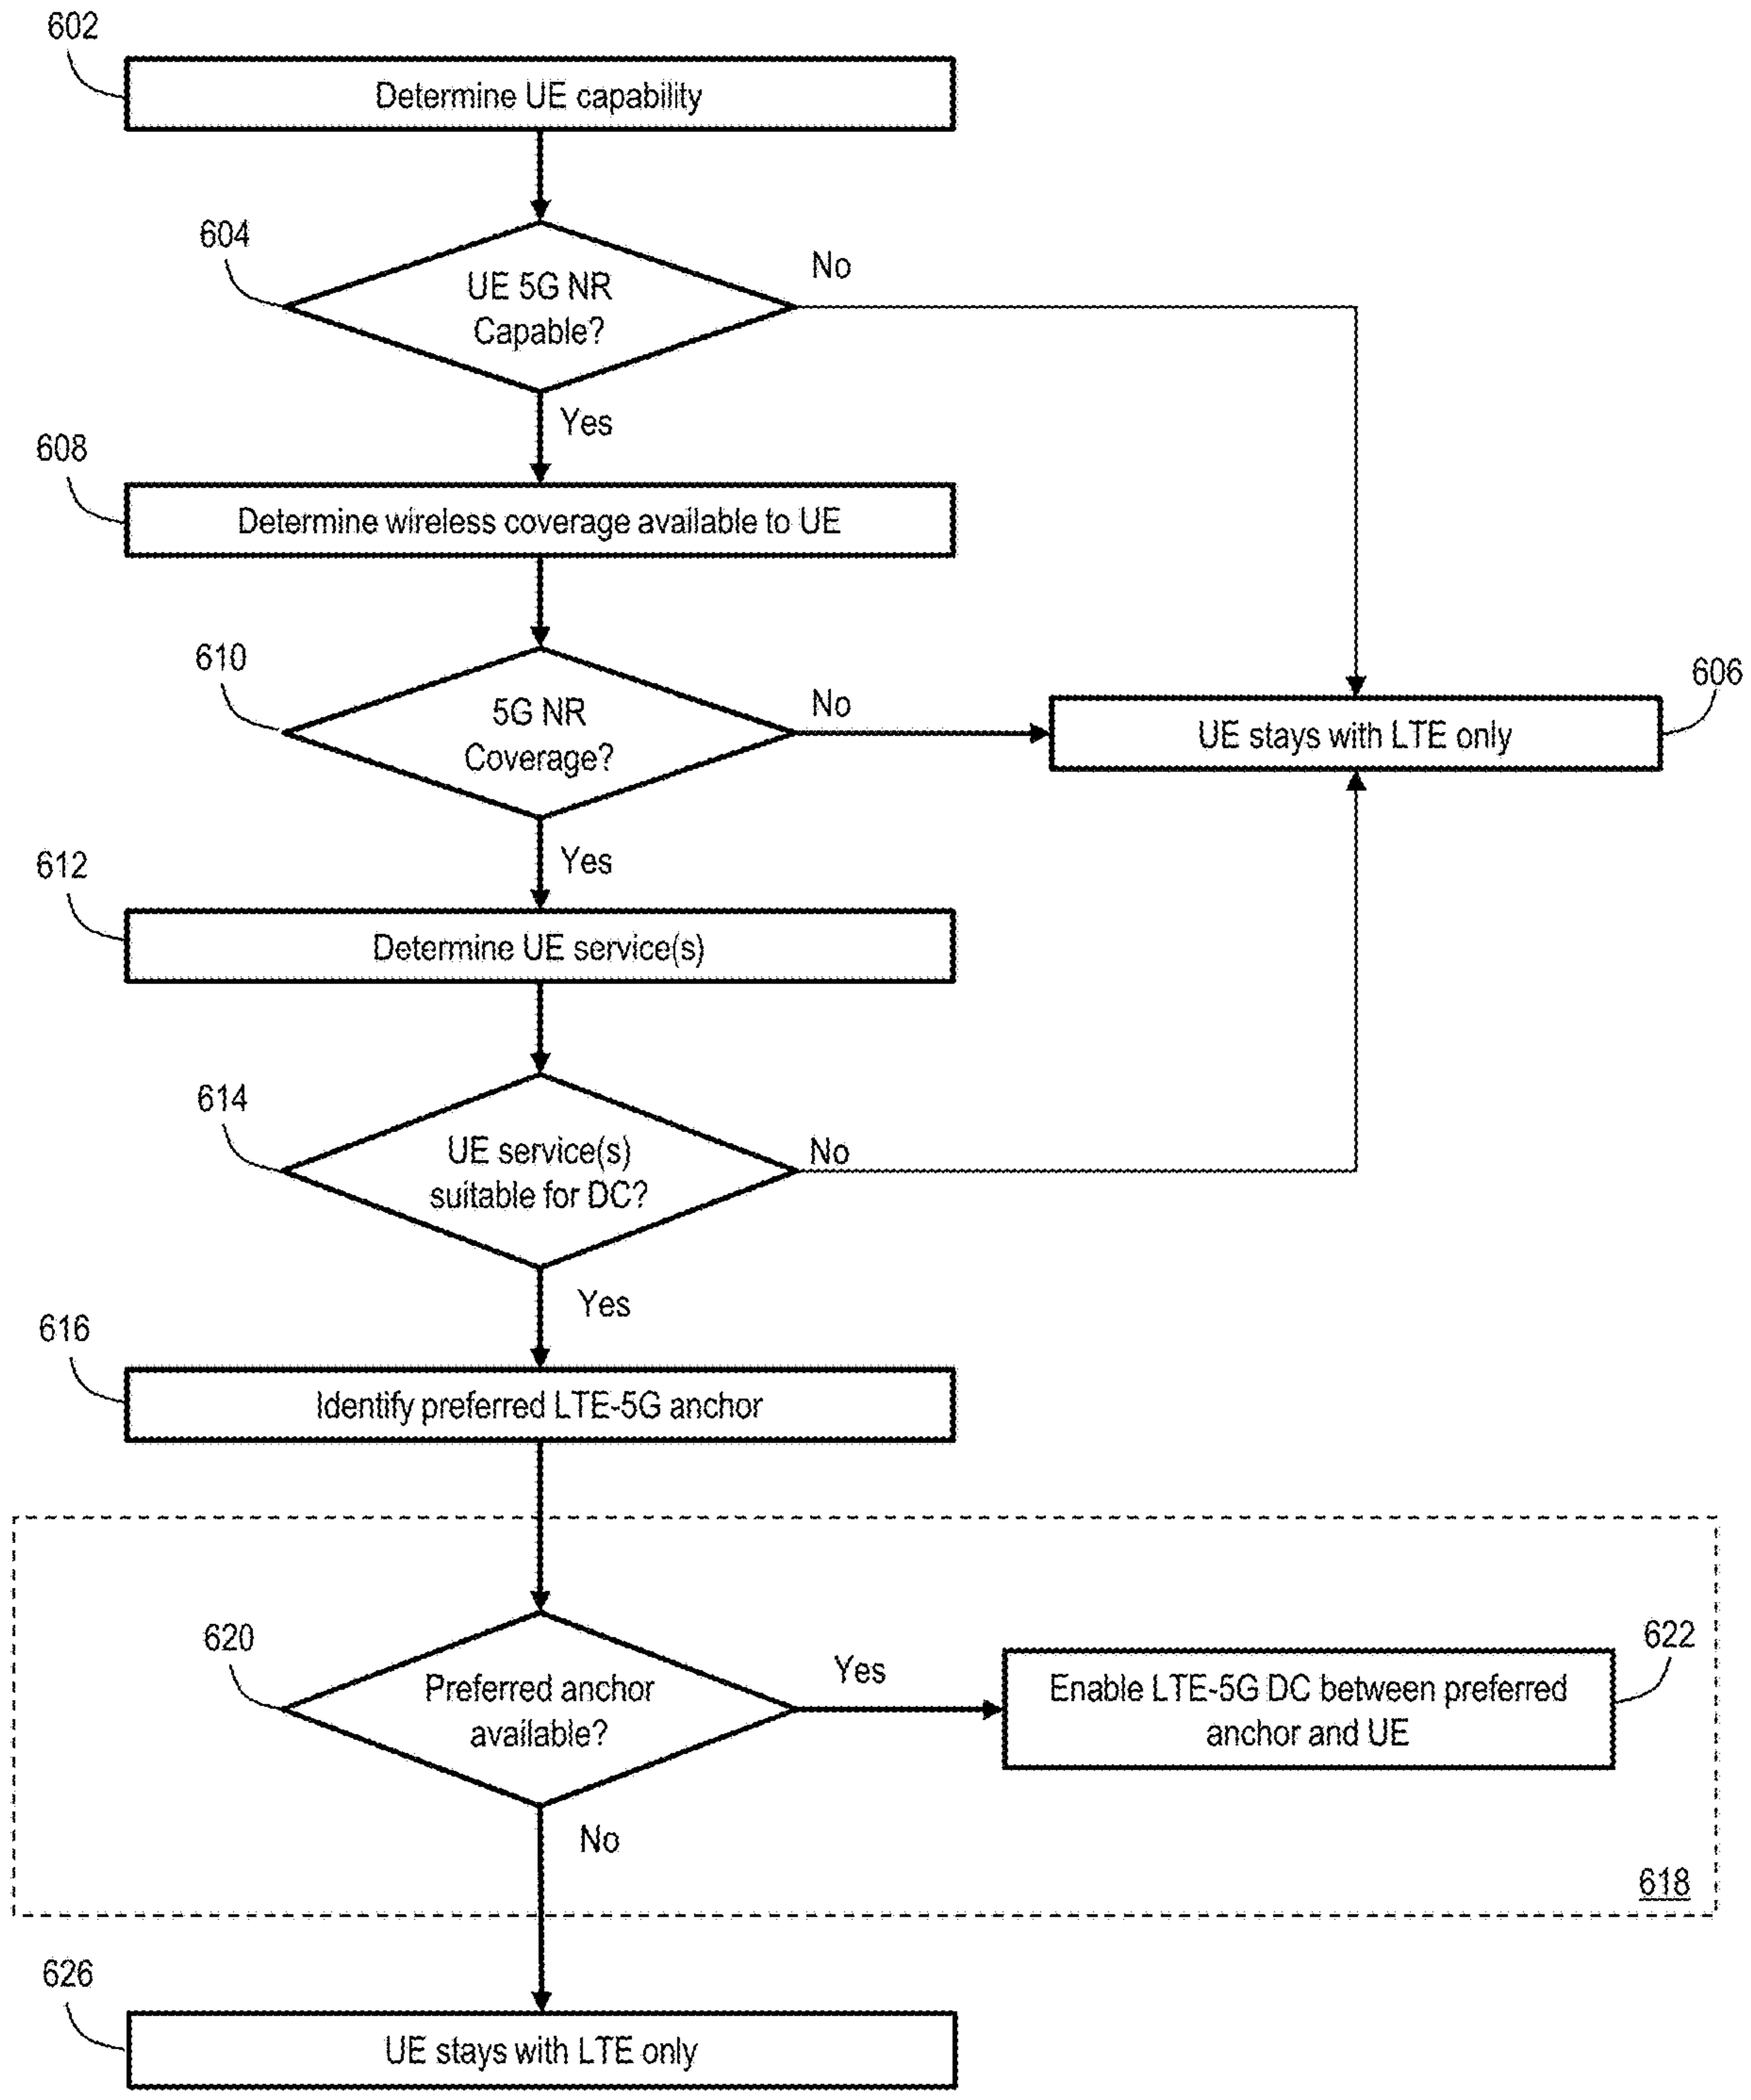 602
Determine UE capability
604
UE 5G NR
Capable?
No
Yes
608
Determine wireless coverage available to UE
610
5G NR
Coverage?
No
606
UE stays with LTE only
Yes
612
Determine UE service(s)
614
UE service(s)
suitable for DC?
No
Yes
616
Identify preferred LTE-5G anchor
620
Preferred anchor
available?
Yes
622
Enable LTE-5G DC between preferred
anchor and UE
No
618
626
UE stays with LTE only